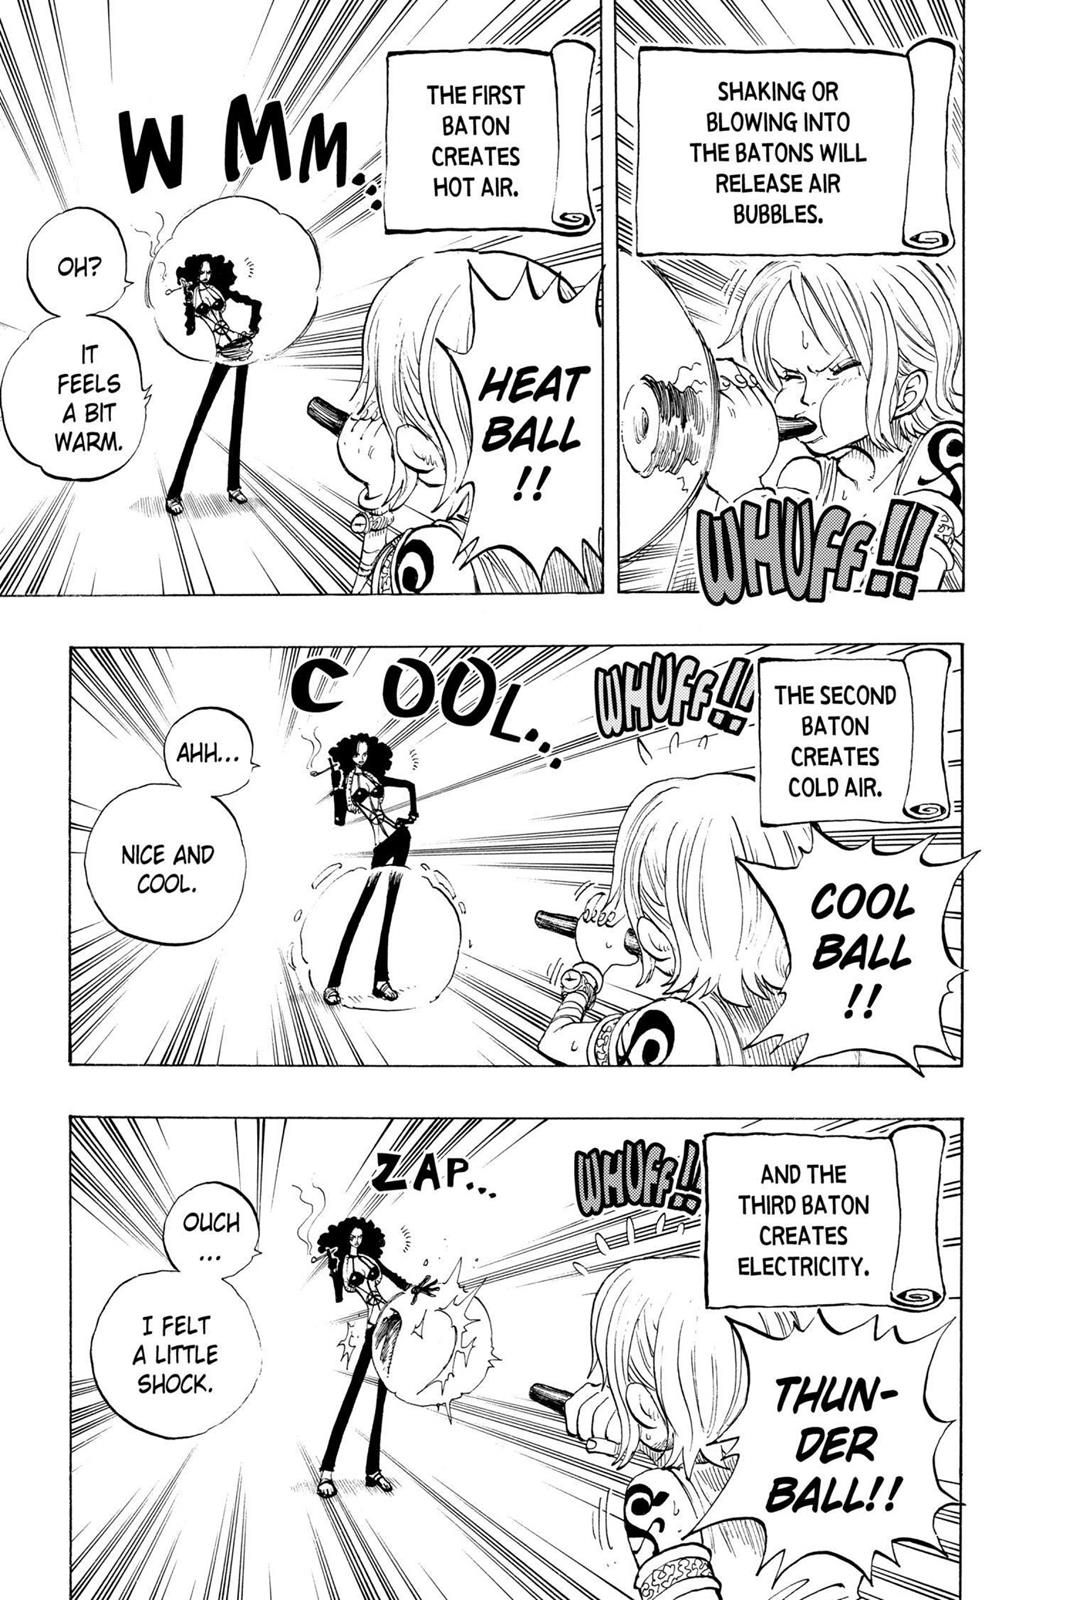 SHAKING OR
BLOWING INTO
THE BATONS WILL
RELEASE AIR
BUBBLES.
WHUFF!!
THE FIRST
BATON
CREATES
HOT AIR.
HEAT
BALL
!!
WMM...
OH?
IT
FEELS
A BIT
WARM.
THE SECOND
BATON
CREATES
COLD AIR.
WHUFF!!
COOL
BALL
!!
COOL...
AHH...
NICE AND
COOL.
AND THE
THIRD BATON
CREATES
ELECTRICITY.
WHUFF!!
THUN-
DER
BALL!!
ZAP...
OUCH
...
I FELT
A LITTLE
SHOCK.